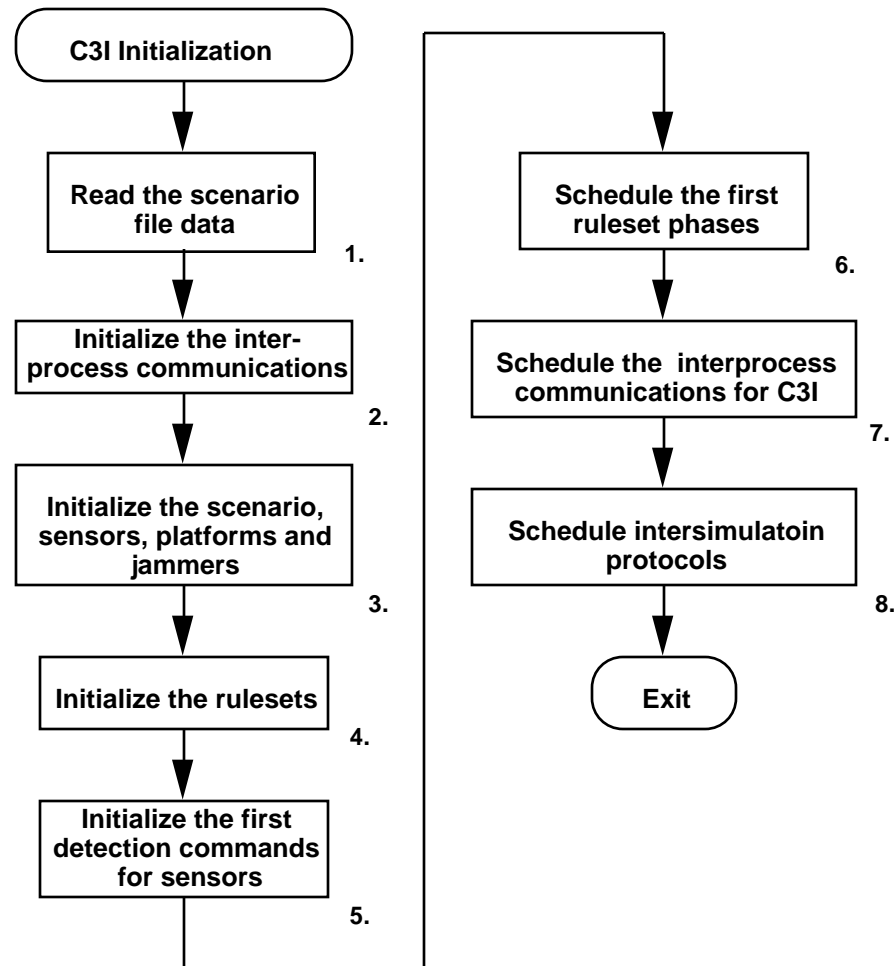 C3I Initialization
Read the scenario
file data
1.
Initialize the inter-
process communications
2.
Initialize the scenario,
sensors, platforms and
jammers
3.
Initialize the rulesets
4.
Initialize the first
detection commands
for sensors
5.
Schedule the first
ruleset phases
6.
Schedule the interprocess
communications for C3I
7.
Schedule intersimulatoin
protocols
8.
Exit